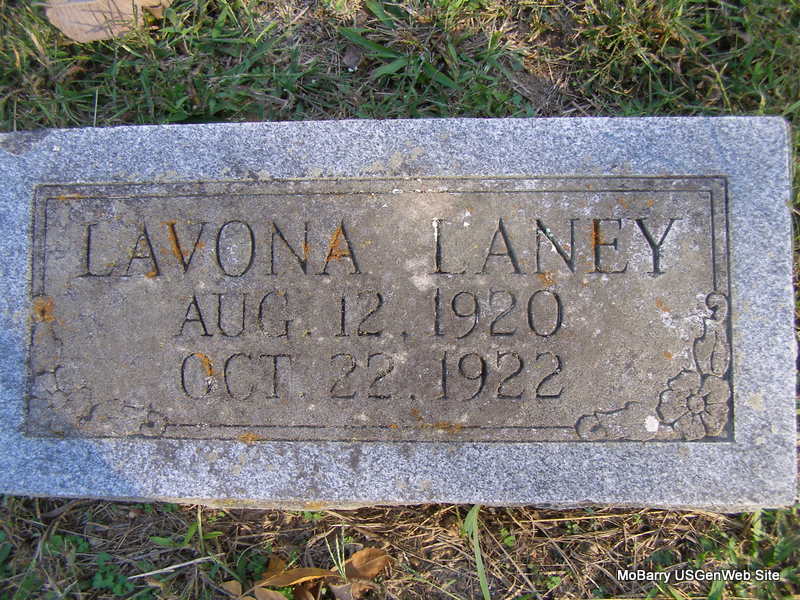 LAVONA LANEY
AUG. 12, 1920
OCT. 22, 1922
MoBarry USGenWeb Site